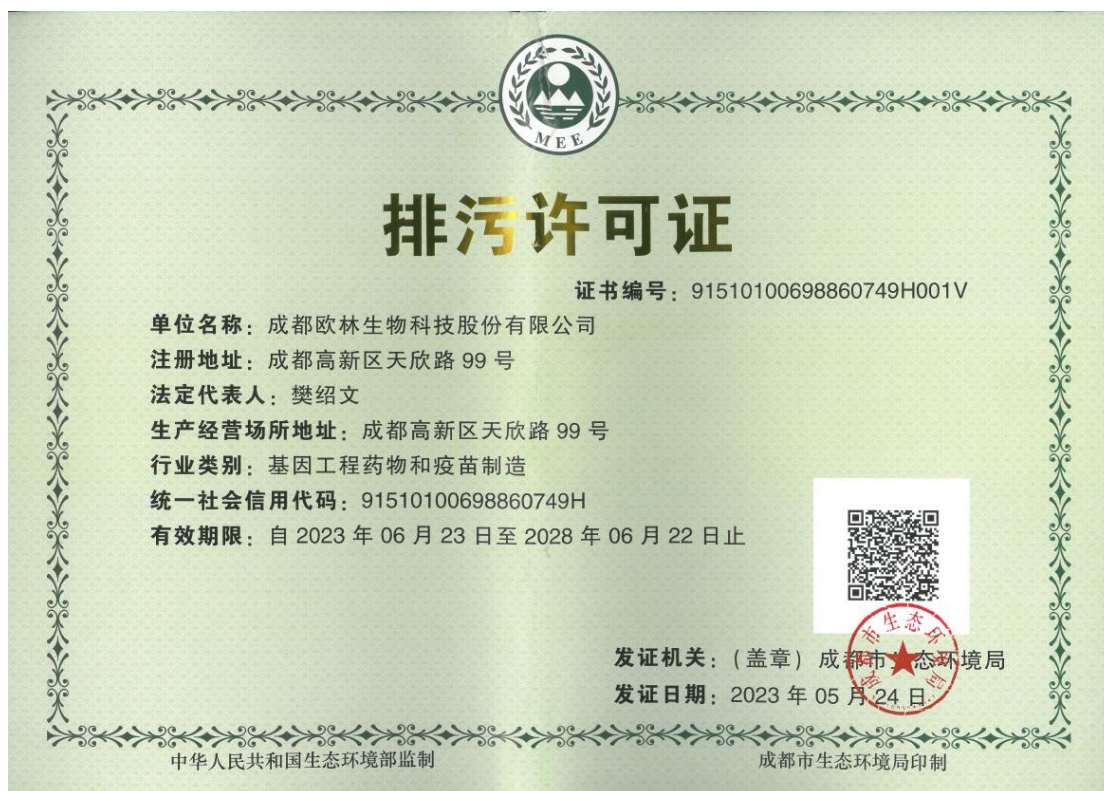 MEE
排污许可证
证书编号：91510100698860749H001V
单位名称：成都欧林生物科技股份有限公司
注册地址：成都高新区天欣路 99 号
法定代表人：樊绍文
生产经营场所地址：成都高新区天欣路 99 号
行业类别：基因工程药物和疫苗制造
统一社会信用代码：91510100698860749H
有效期限：自 2023 年 06 月 23 日至 2028 年 06 月 22 日止
成都市生态环境局
发证机关：（盖章）成都市生态环境局
发证日期：2023 年 05 月 24 日
中华人民共和国生态环境部监制
成都市生态环境局印制